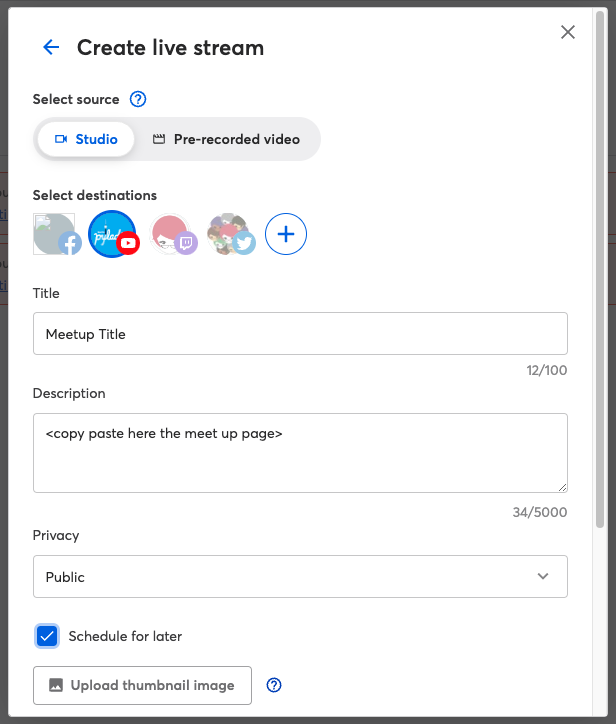 Create live stream
Select source
Studio
Pre-recorded video
Select destinations
Title
Meetup Title
12/100
Description
<copy paste here the meet up page>
34/5000
Privacy
Public
Schedule for later
Upload thumbnail image